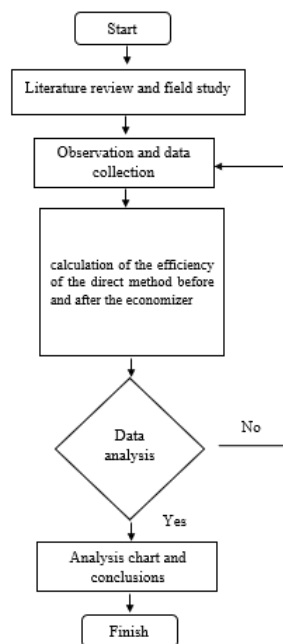 Start
Literature review and field study
Observation and data
collection
calculation of the efficiency
of the direct method before
and after the economizer
Data
analysis
No
Yes
Analysis chart and
conclusions
Finish